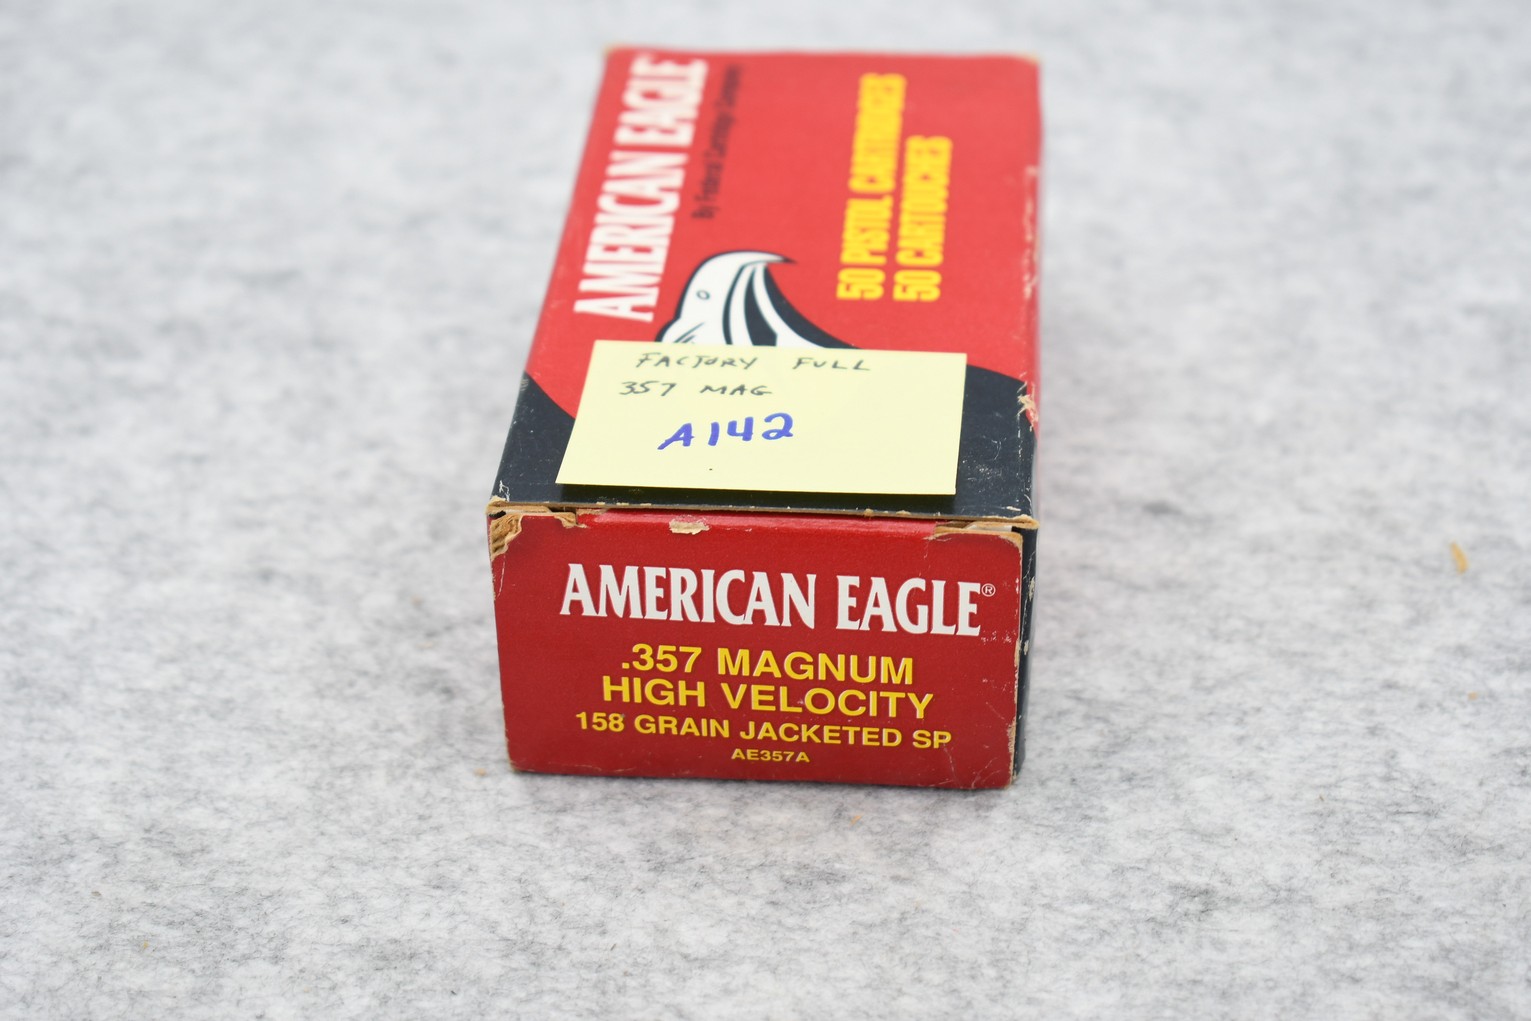 AMERICAN EAGLE
By Federal Cartridge Company
50 PISTOL CARTRIDGES
50 CARTOUCHES
FACTORY FULL
357 MAG
A142
AMERICAN EAGLE®
.357 MAGNUM
HIGH VELOCITY
158 GRAIN JACKETED SP
AE357A